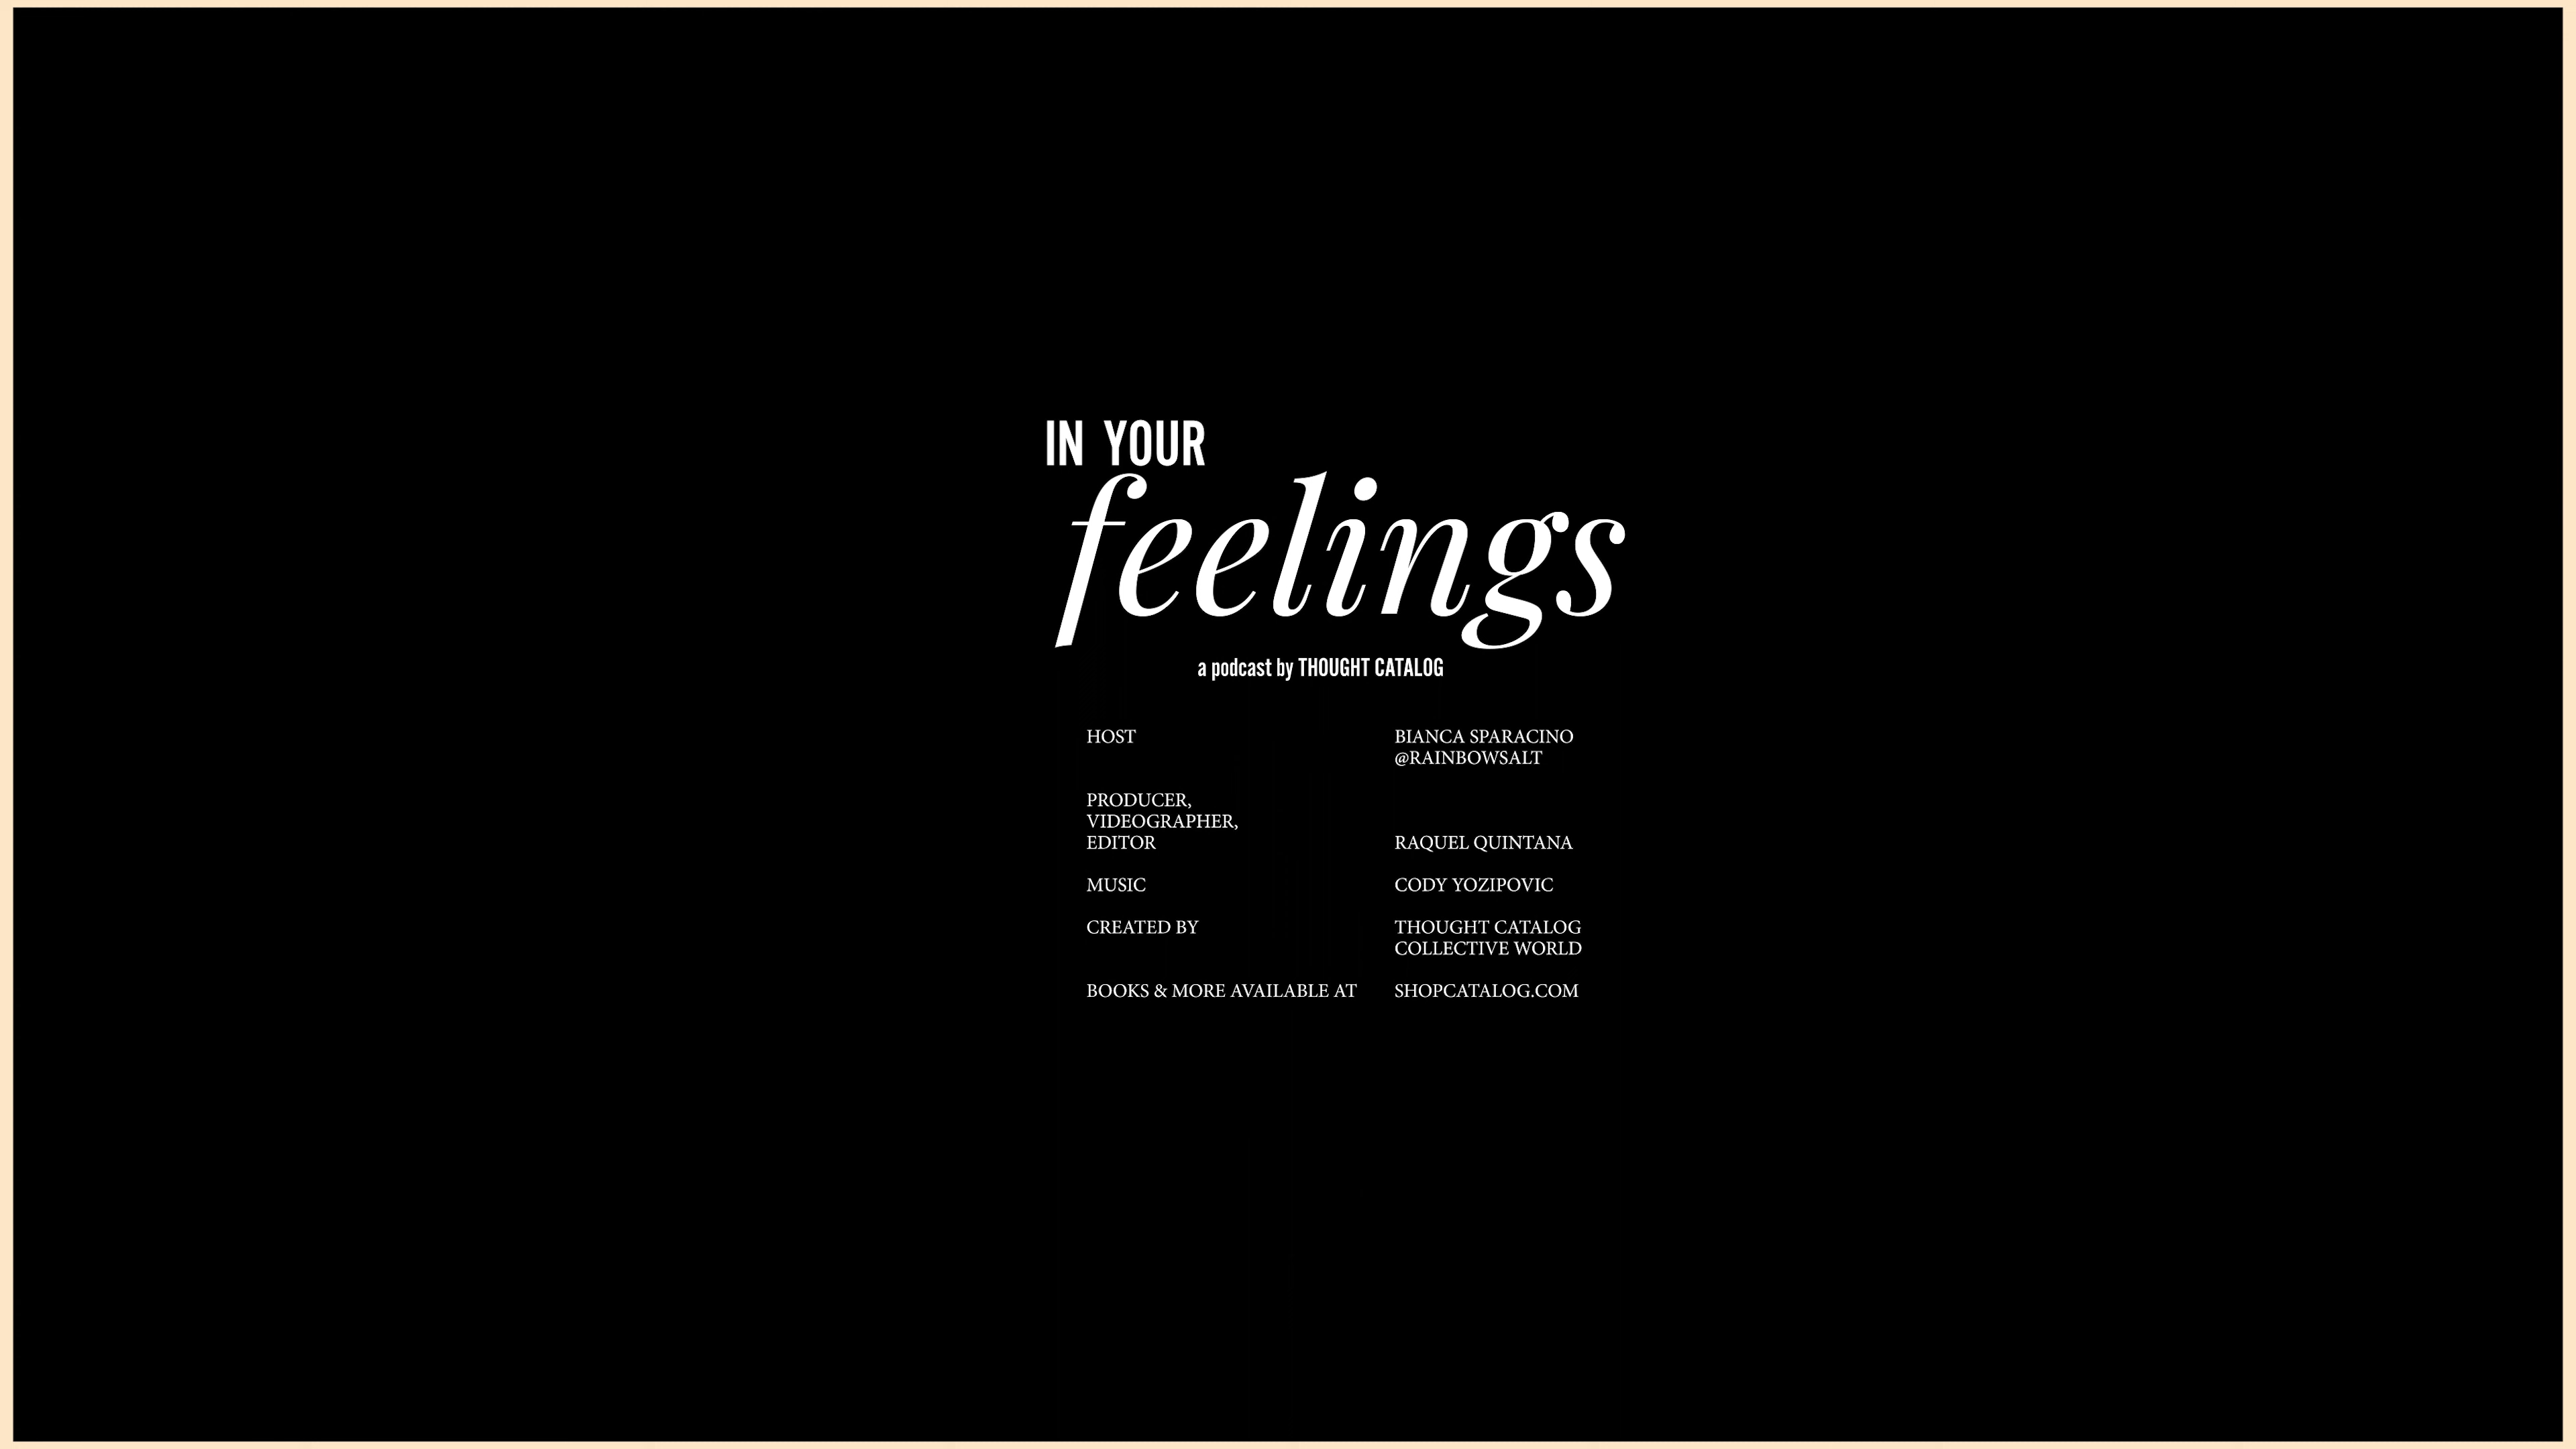 IN YOUR
feelings
a podcast by THOUGHT CATALOG
HOST BIANCA SPARACINO
@RAINBOWSALT
PRODUCER,
VIDEOGRAPHER,
EDITOR RAQUEL QUINTANA
MUSIC CODY YOZIPOVIC
CREATED BY THOUGHT CATALOG
COLLECTIVE WORLD
BOOKS & MORE AVAILABLE AT SHOPCATALOG.COM